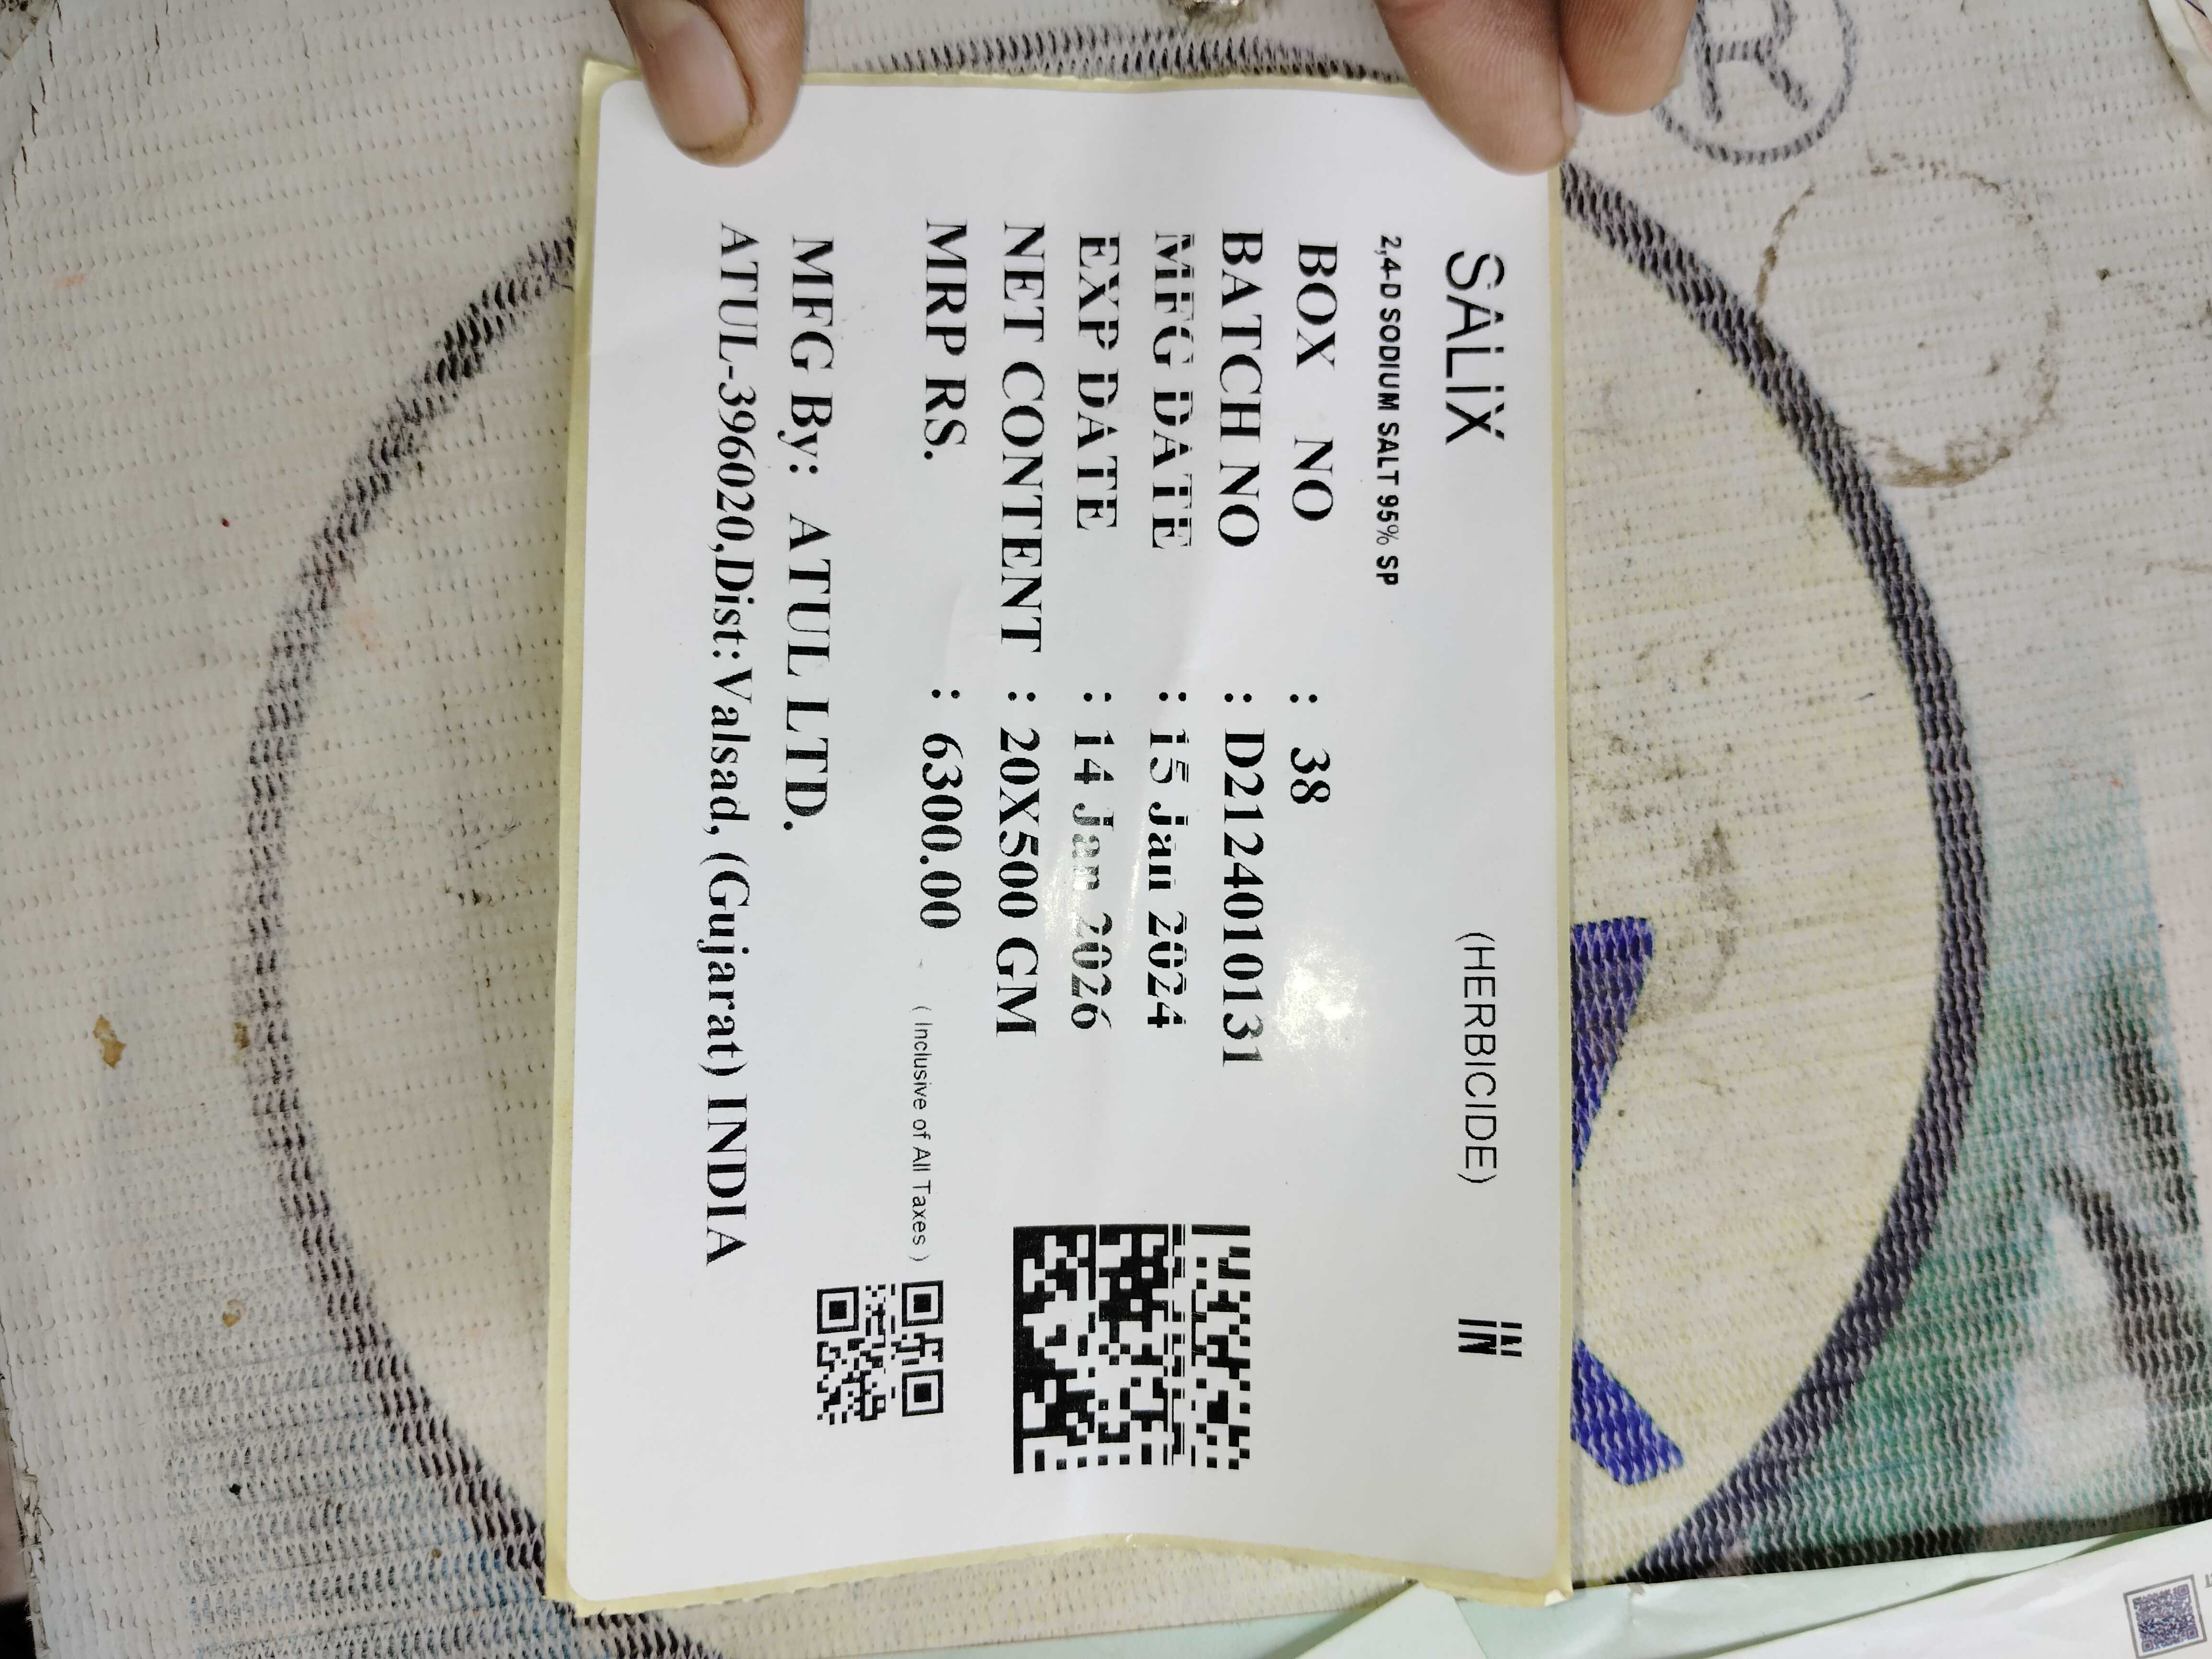 SALIX (HERBICIDE) IN
2,4-D SODIUM SALT 95% SP
BOX NO : 38
BATCH NO : D2124010131
MFG DATE : 15 Jan 2024
EXP DATE : 14 Jan 2026
NET CONTENT : 20X500 GM
MRP RS. : 6300.00 ( Inclusive of All Taxes )
MFG By: ATUL LTD.
ATUL-396020,Dist:Valsad, (Gujarat) INDIA
R